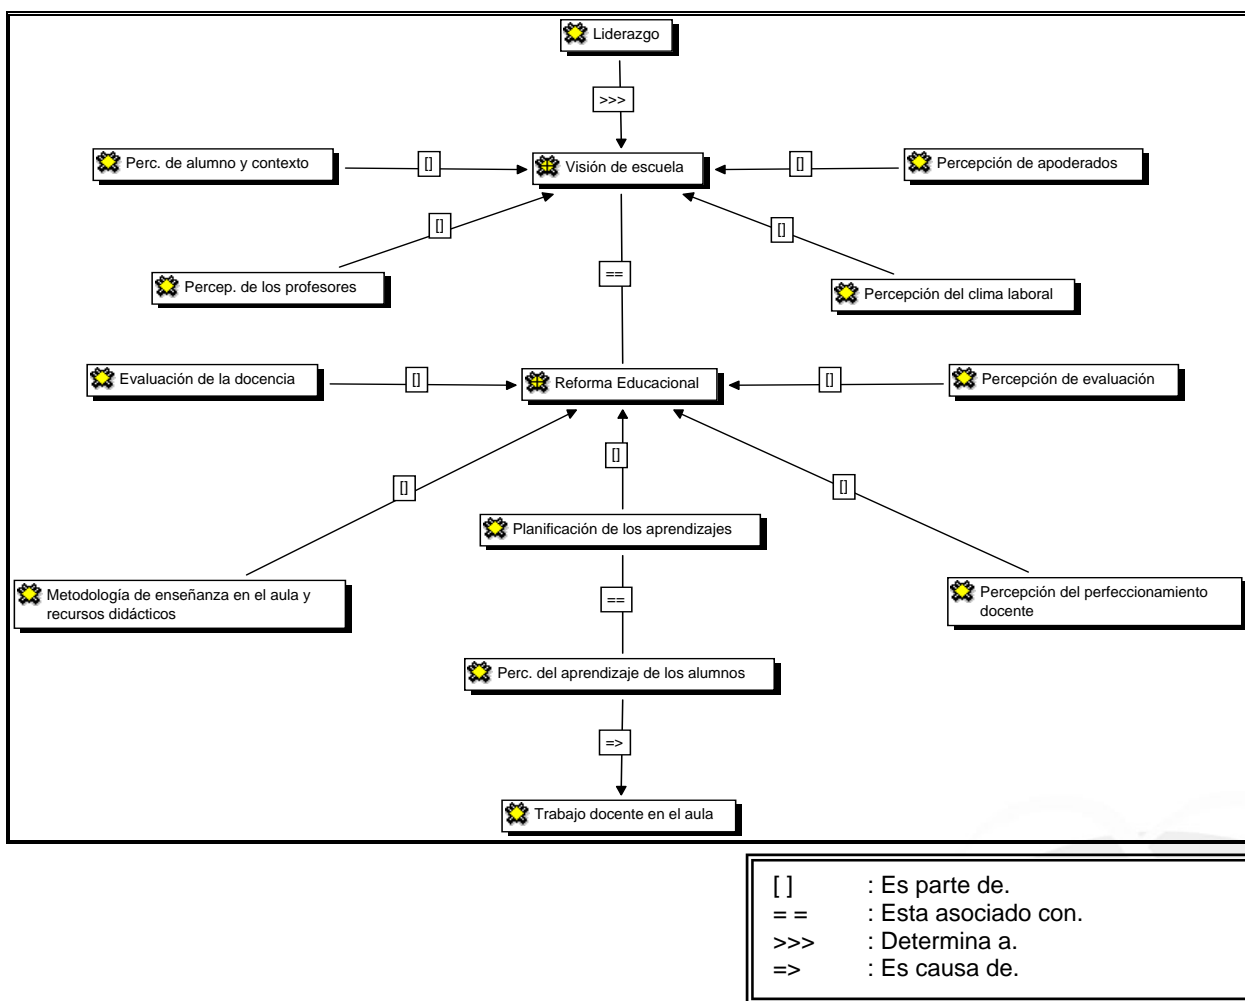 Liderazgo
>>>
Perc. de alumno y contexto
[]
Visión de escuela
[]
Percepción de apoderados
[]
[]
Percep. de los profesores
==
Percepción del clima laboral
Evaluación de la docencia
[]
Reforma Educacional
[]
Percepción de evaluación
[]
[]
[]
Planificación de los aprendizajes
Metodología de enseñanza en el aula y
recursos didácticos
==
Percepción del perfeccionamiento
docente
Perc. del aprendizaje de los alumnos
=>
Trabajo docente en el aula
[ ] : Es parte de.
= = : Esta asociado con.
>>> : Determina a.
=> : Es causa de.